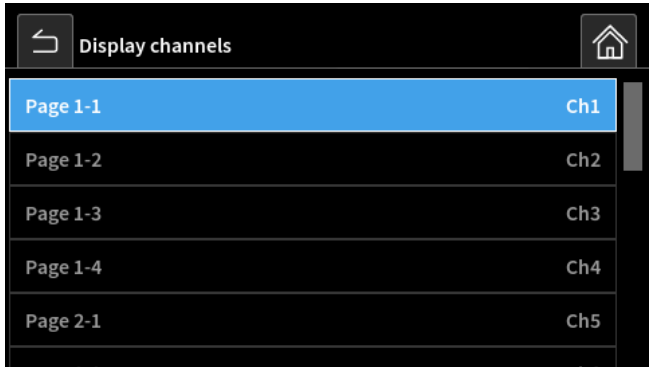 Display channels
Page 1-1 Ch1
Page 1-2 Ch2
Page 1-3 Ch3
Page 1-4 Ch4
Page 2-1 Ch5